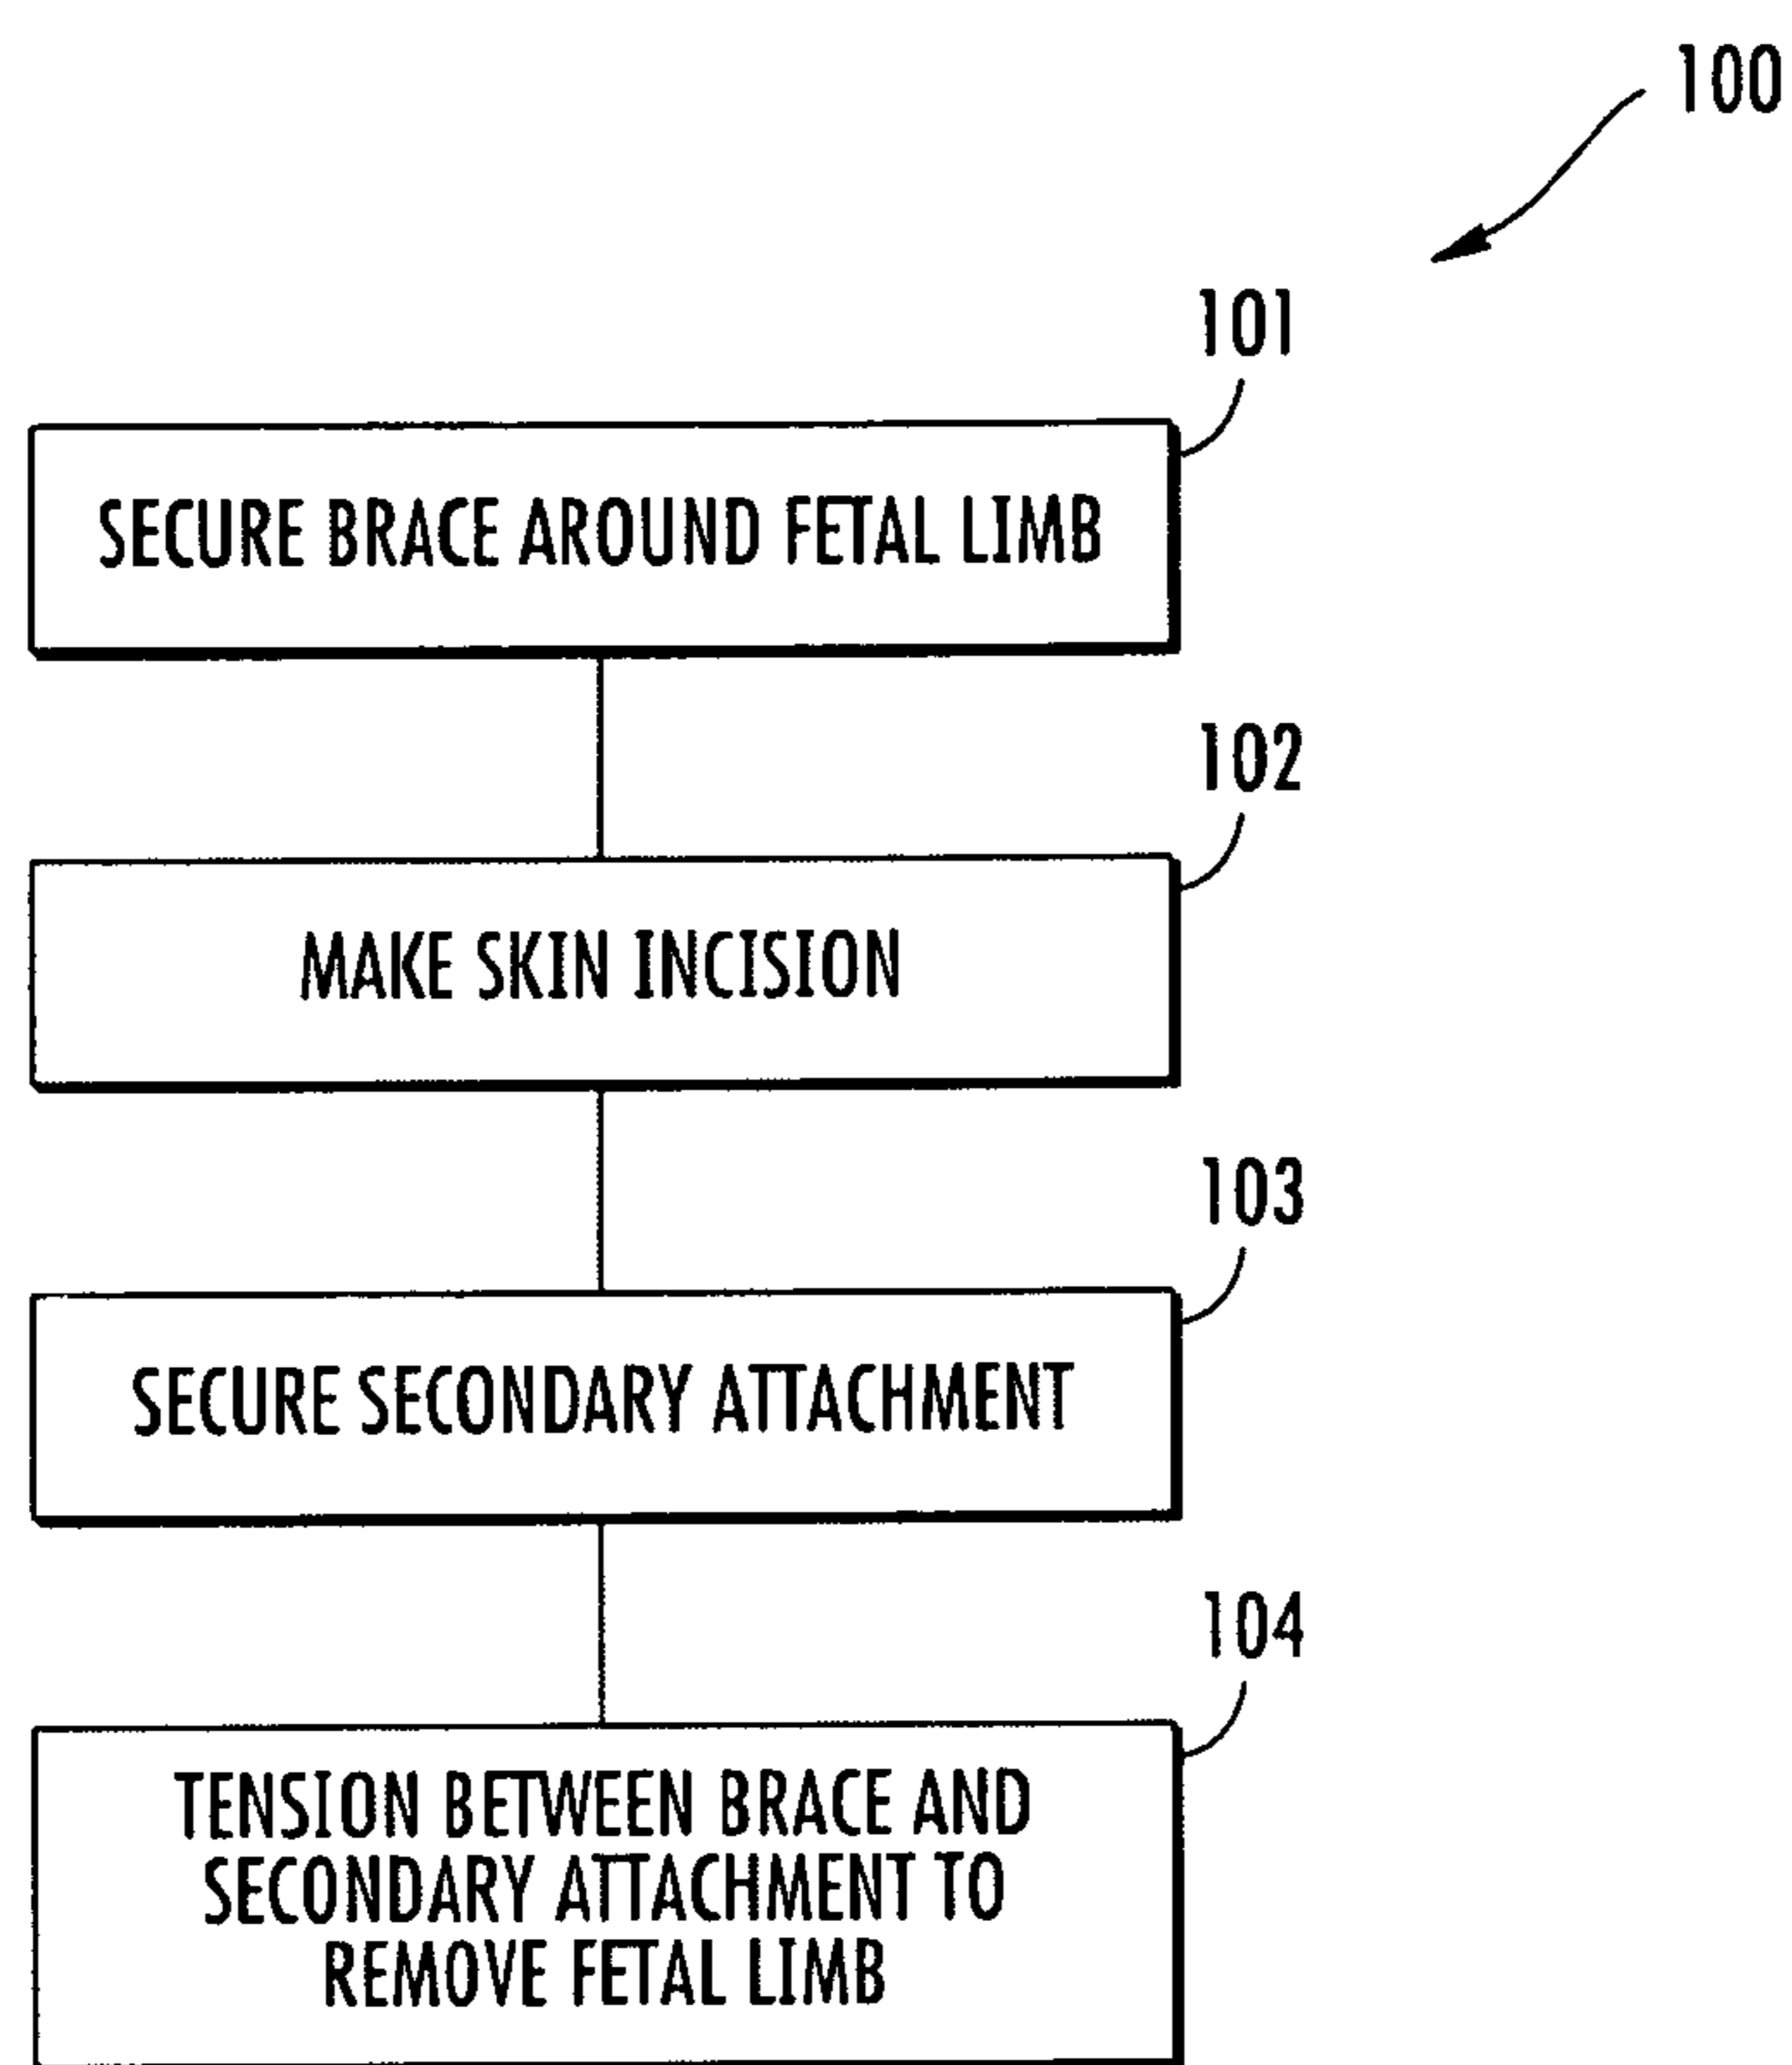 100
101
SECURE BRACE AROUND FETAL LIMB
102
MAKE SKIN INCISION
103
SECURE SECONDARY ATTACHMENT
104
TENSION BETWEEN BRACE AND
SECONDARY ATTACHMENT TO
REMOVE FETAL LIMB